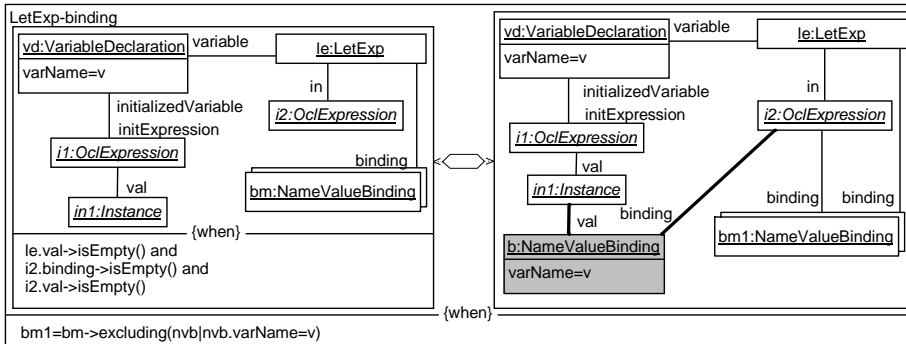 LetExp-binding
vd:VariableDeclaration
variable
le:LetExp
varName=v
in
initializedVariable
initExpression
i2:OclExpression
i1:OclExpression
val
binding
in1:Instance
bm:NameValueBinding
{when}
le.val->isEmpty() and
i2.binding->isEmpty() and
i2.val->isEmpty()
vd:VariableDeclaration
variable
le:LetExp
varName=v
in
initializedVariable
initExpression
i2:OclExpression
i1:OclExpression
val
in1:Instance
binding
binding
val
binding
bm1:NameValueBinding
b:NameValueBinding
varName=v
{when}
bm1=bm->excluding(nvb|nvb.varName=v)